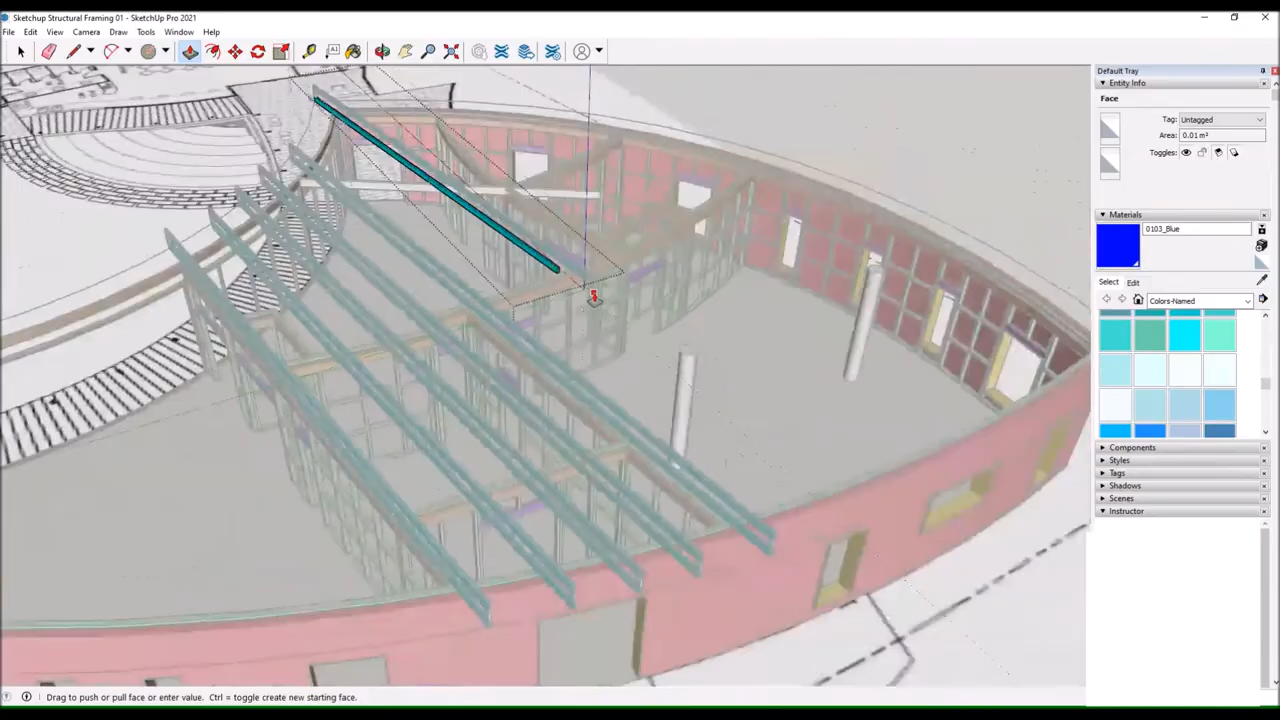 Sketchup Structural Framing 01 - SketchUp Pro 2021
File Edit View Camera Draw Tools Window Help
Default Tray
Entity Info
Face
Tag: Untagged
Area: 0.01 m²
Toggles:
Materials
0103_Blue
Select Edit
Colors-Named
Components
Styles
Tags
Shadows
Scenes
Instructor
Drag to push or pull face or enter value. Ctrl = toggle create new starting face.